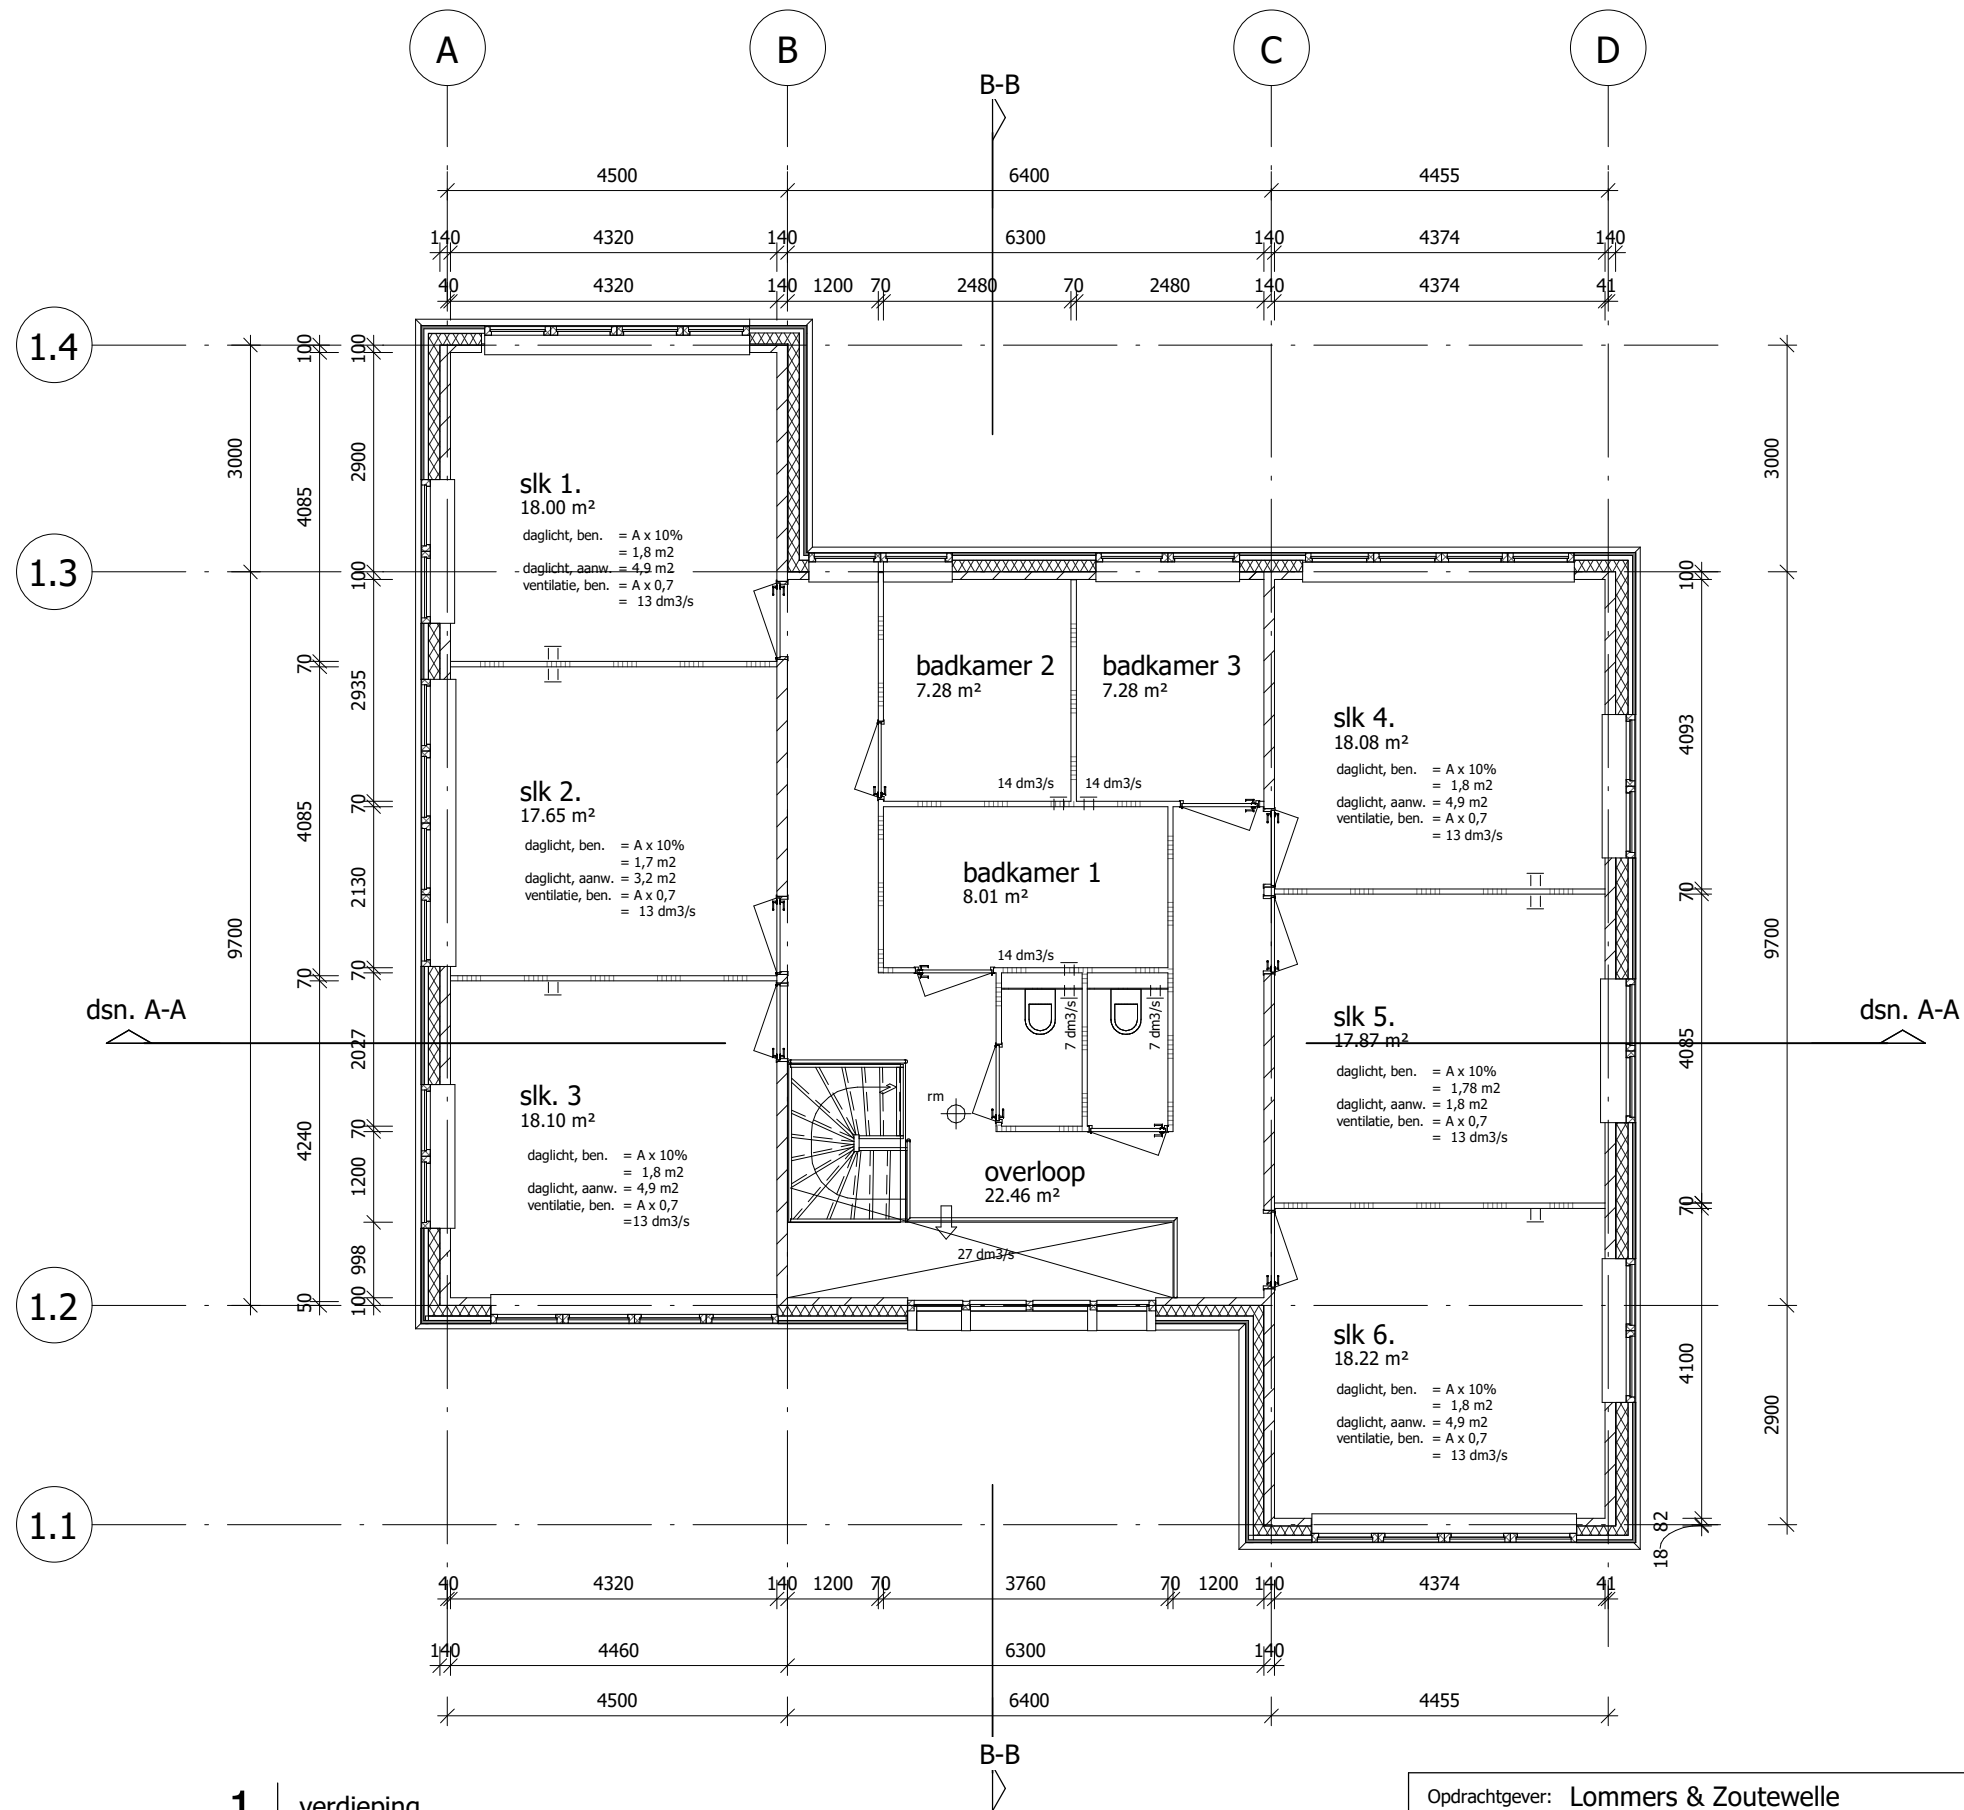 A B C D
B-B
4500 6400 4455
140 4320 140 6300 140 4374 140
40 4320 140 1200 70 2480 70 2480 140 4374 41
1.4
1.3
1.2
1.1
3000
9700
100
4085
70
4085
70
4240
50
100
2900
100
2935
70
2130
70
2027
70
1200
998
100
slk 1.
18.00 m²
daglicht, ben. = A x 10%
= 1,8 m2
daglicht, aanw. = 4,9 m2
ventilatie, ben. = A x 0,7
= 13 dm3/s
slk 2.
17.65 m²
daglicht, ben. = A x 10%
= 1,7 m2
daglicht, aanw. = 3,2 m2
ventilatie, ben. = A x 0,7
= 13 dm3/s
slk. 3
18.10 m²
daglicht, ben. = A x 10%
= 1,8 m2
daglicht, aanw. = 4,9 m2
ventilatie, ben. = A x 0,7
=13 dm3/s
badkamer 2
7.28 m²
badkamer 3
7.28 m²
14 dm3/s 14 dm3/s
badkamer 1
8.01 m²
14 dm3/s
7 dm3/s 7 dm3/s
rm
overloop
22.46 m²
27 dm3/s
slk 4.
18.08 m²
daglicht, ben. = A x 10%
= 1,8 m2
daglicht, aanw. = 4,9 m2
ventilatie, ben. = A x 0,7
= 13 dm3/s
slk 5.
17.87 m²
daglicht, ben. = A x 10%
= 1,78 m2
daglicht, aanw. = 1,8 m2
ventilatie, ben. = A x 0,7
= 13 dm3/s
slk 6.
18.22 m²
daglicht, ben. = A x 10%
= 1,8 m2
daglicht, aanw. = 4,9 m2
ventilatie, ben. = A x 0,7
= 13 dm3/s
100
4093
70
4085
70
4100
82
18
3000
9700
2900
dsn. A-A
dsn. A-A
40 4320 140 1200 70 3760 70 1200 140 4374 41
140 4460 6300 140
4500 6400 4455
B-B
1 verdieping
Opdrachtgever: Lommers & Zoutewelle